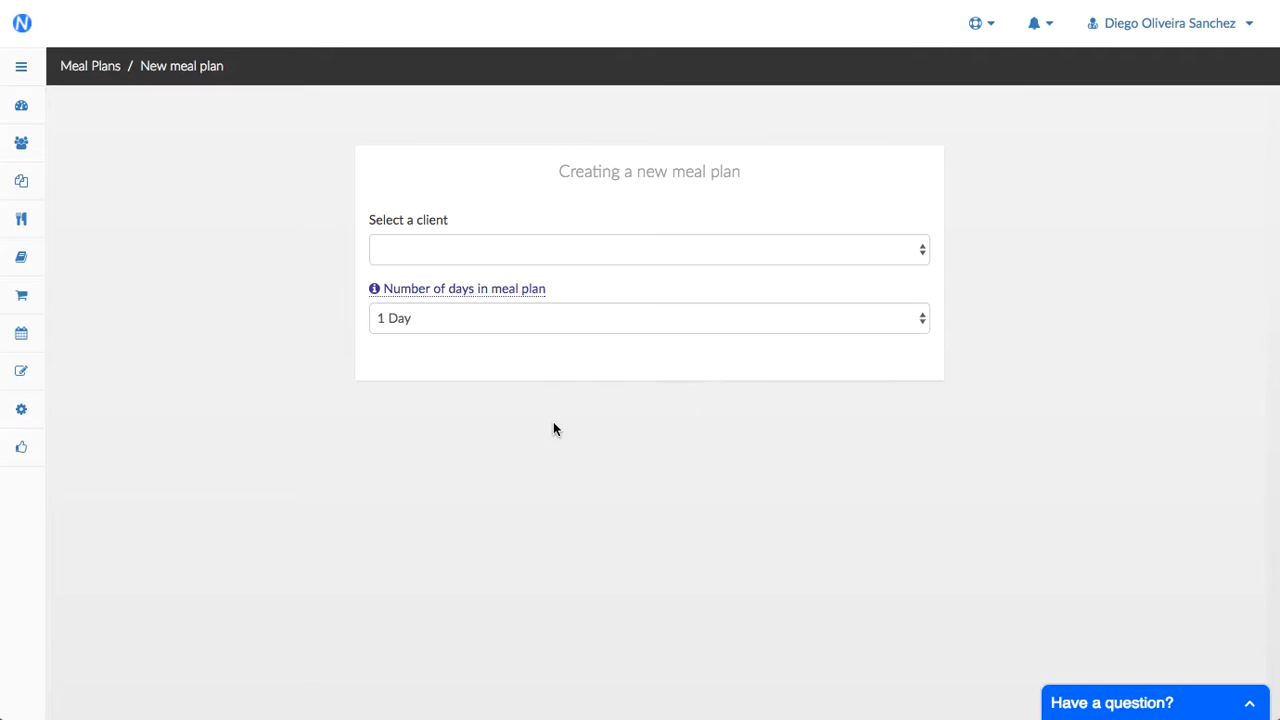 N
Diego Oliveira Sanchez
Meal Plans / New meal plan
Creating a new meal plan
Select a client
Number of days in meal plan
1 Day
Have a question?